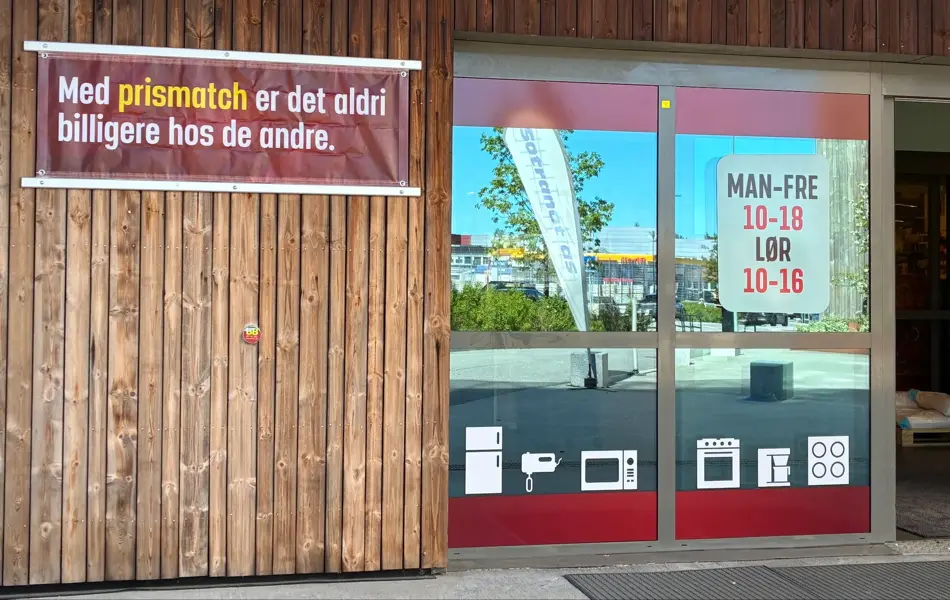 Med prismatch er det aldri
billigere hos de andre.
MAN-FRE
10-18
LØR
10-16